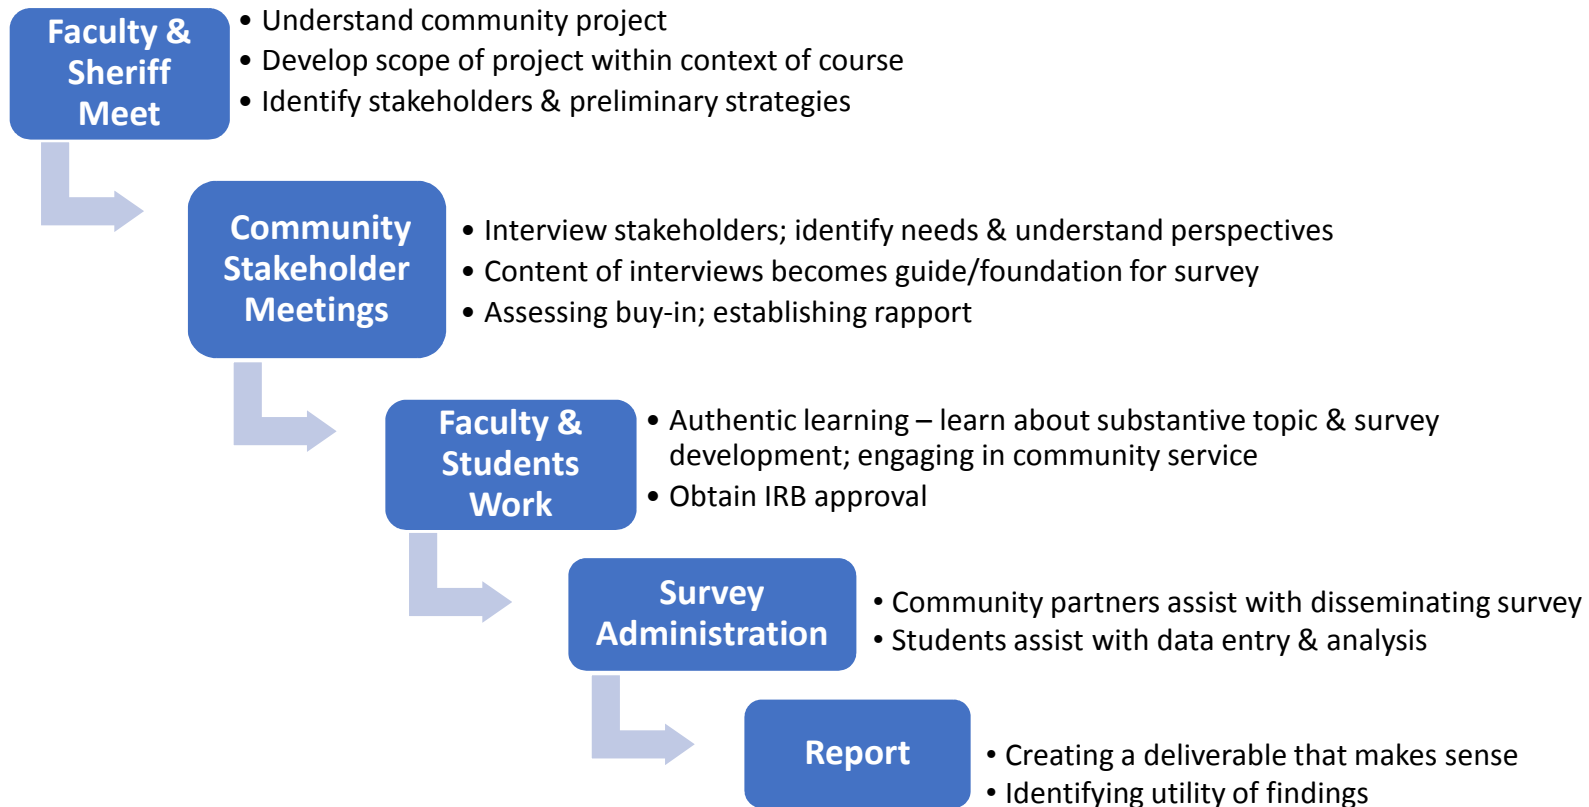 Faculty &
Sheriff
Meet
• Understand community project
• Develop scope of project within context of course
• Identify stakeholders & preliminary strategies
Community
Stakeholder
Meetings
• Interview stakeholders; identify needs & understand perspectives
• Content of interviews becomes guide/foundation for survey
• Assessing buy-in; establishing rapport
Faculty &
Students
Work
• Authentic learning – learn about substantive topic & survey
development; engaging in community service
• Obtain IRB approval
Survey
Administration
• Community partners assist with disseminating survey
• Students assist with data entry & analysis
Report
• Creating a deliverable that makes sense
• Identifying utility of findings